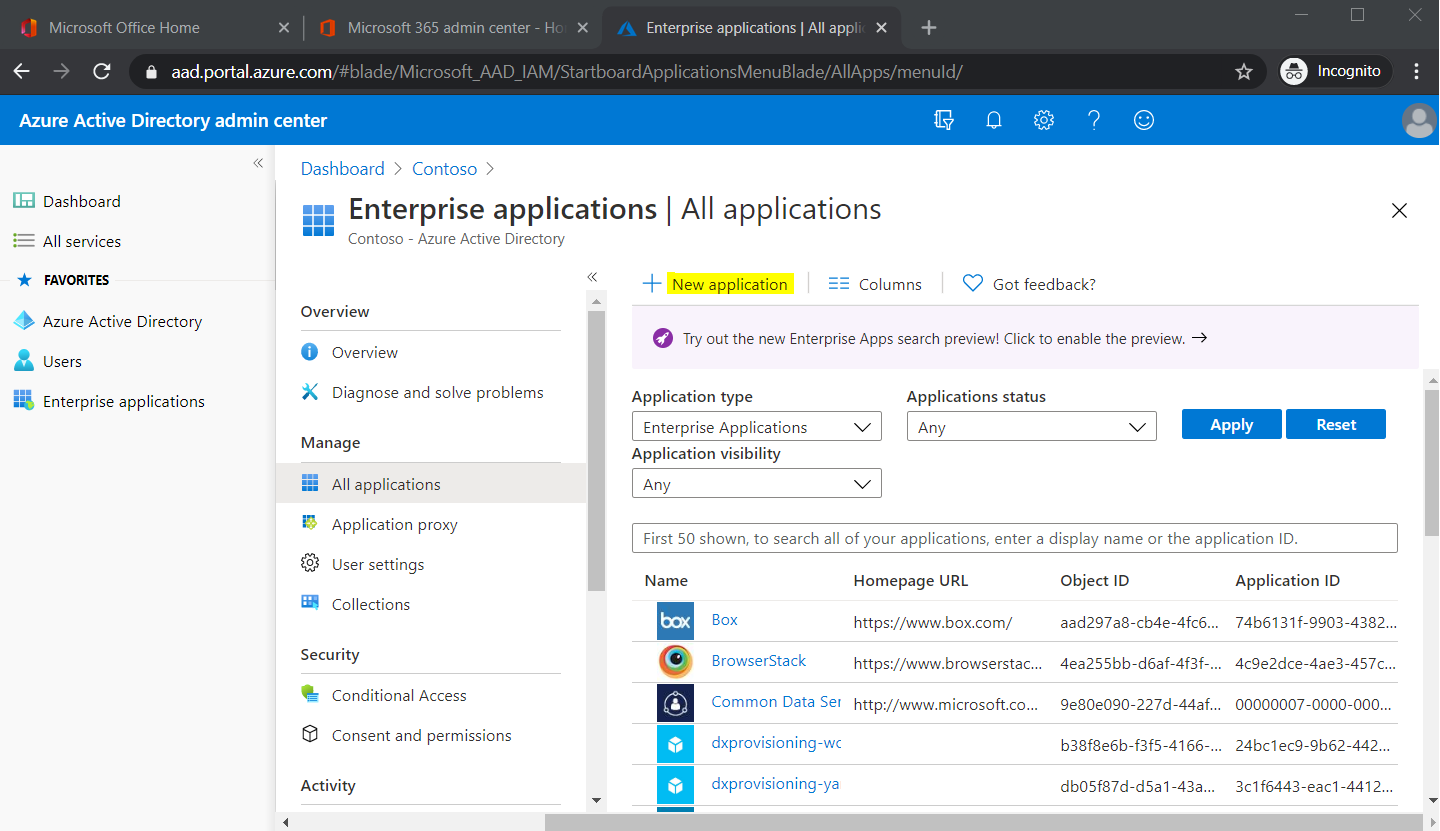 Microsoft Office Home
Microsoft 365 admin center - Ho
Enterprise applications | All applic
aad.portal.azure.com/#blade/Microsoft_AAD_IAM/StartboardApplicationsMenuBlade/AllApps/menuId/
Incognito
Azure Active Directory admin center
Dashboard
All services
FAVORITES
Azure Active Directory
Users
Enterprise applications
Dashboard > Contoso >
Enterprise applications | All applications
Contoso - Azure Active Directory
Overview
Overview
Diagnose and solve problems
Manage
All applications
Application proxy
User settings
Collections
Security
Conditional Access
Consent and permissions
Activity
New application
Columns
Got feedback?
Try out the new Enterprise Apps search preview! Click to enable the preview. →
Application type
Enterprise Applications
Applications status
Any
Apply
Reset
Application visibility
Any
First 50 shown, to search all of your applications, enter a display name or the application ID.
Name Homepage URL Object ID Application ID
box Box https://www.box.com/ aad297a8-cb4e-4fc6... 74b6131f-9903-4382...
BrowserStack https://www.browserstac... 4ea255bb-d6af-4f3f-... 4c9e2dce-4ae3-457c...
Common Data Ser http://www.microsoft.co... 9e80e090-227d-44af... 00000007-0000-000...
dxprovisioning-wo b38f8e6b-f3f5-4166-... 24bc1ec9-9b62-442...
dxprovisioning-ya db05f87d-d5a1-43a... 3c1f6443-eac1-4412...